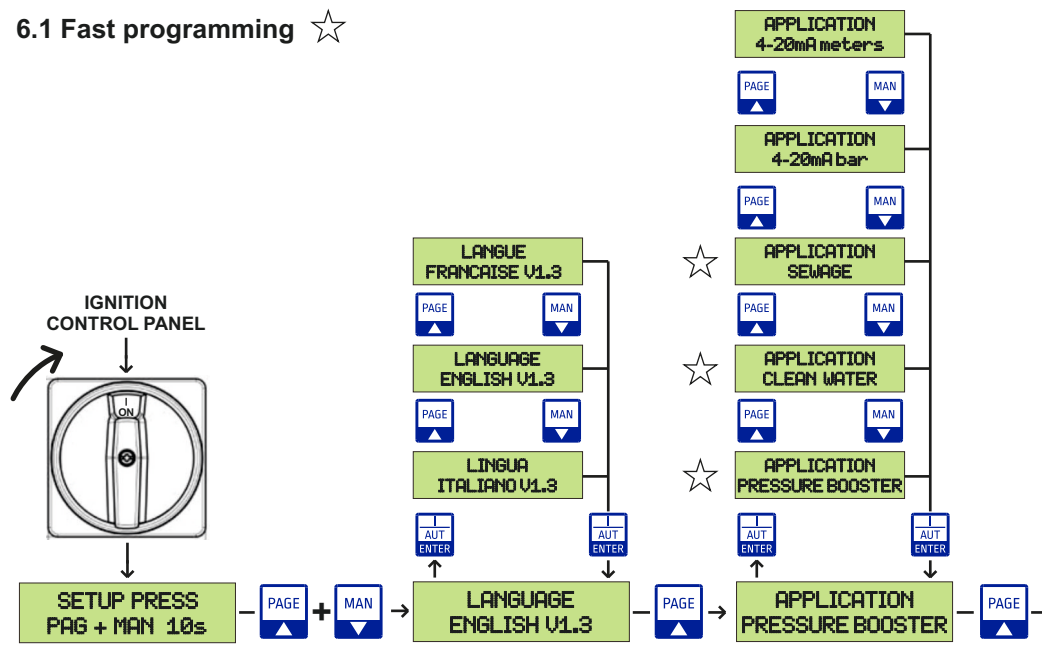 6.1 Fast programming
APPLICATION
4-20mA meters
PAGE
MAN
APPLICATION
4-20mA bar
PAGE
MAN
LANGUE
FRANCAISE V1.3
APPLICATION
SEWAGE
IGNITION
CONTROL PANEL
PAGE
MAN
PAGE
MAN
LANGUAGE
ENGLISH V1.3
APPLICATION
CLEAN WATER
I
ON
PAGE
MAN
PAGE
MAN
LINGUA
ITALIANO V1.3
APPLICATION
PRESSURE BOOSTER
I
AUT
ENTER
I
AUT
ENTER
I
AUT
ENTER
I
AUT
ENTER
SETUP PRESS
PAG + MAN 10s
PAGE
+
MAN
LANGUAGE
ENGLISH V1.3
PAGE
APPLICATION
PRESSURE BOOSTER
PAGE